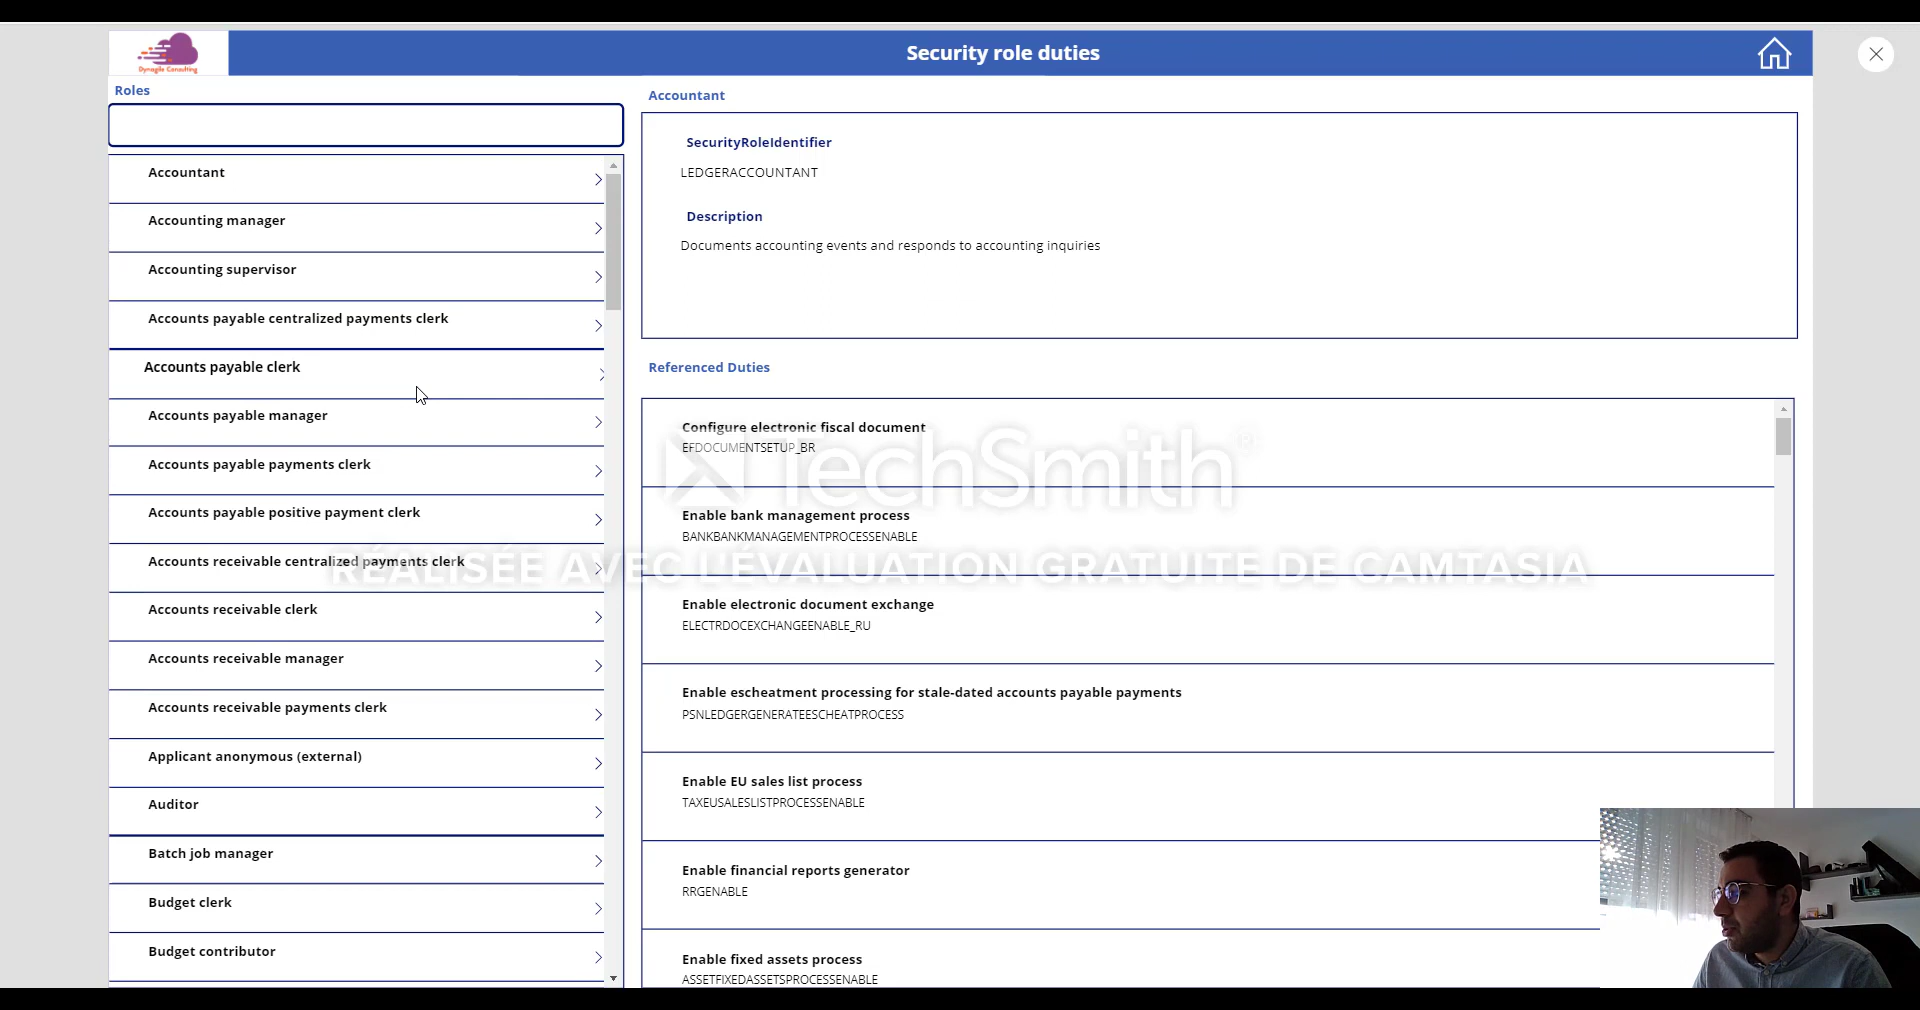 Dynagile Consulting
Security role duties
Roles
Accountant
Accounting manager
Accounting supervisor
Accounts payable centralized payments clerk
Accounts payable clerk
Accounts payable manager
Accounts payable payments clerk
Accounts payable positive payment clerk
Accounts receivable centralized payments clerk
Accounts receivable clerk
Accounts receivable manager
Accounts receivable payments clerk
Applicant anonymous (external)
Auditor
Batch job manager
Budget clerk
Budget contributor
Accountant
SecurityRoleIdentifier
LEDGERACCOUNTANT
Description
Documents accounting events and responds to accounting inquiries
Referenced Duties
Configure electronic fiscal document
EFDOCUMENTSETUP_BR
Enable bank management process
BANKBANKMANAGEMENTPROCESSENABLE
Enable electronic document exchange
ELECTRDOCEXCHANGEENABLE_RU
Enable escheatment processing for stale-dated accounts payable payments
PSNLEDGERGENERATEESCHEATPROCESS
Enable EU sales list process
TAXEUSALESLISTPROCESSENABLE
Enable financial reports generator
RRGENABLE
Enable fixed assets process
ASSETFIXEDASSETSPROCESSENABLE
TechSmith®
RÉALISÉE AVEC L'ÉVALUATION GRATUITE DE CAMTASIA